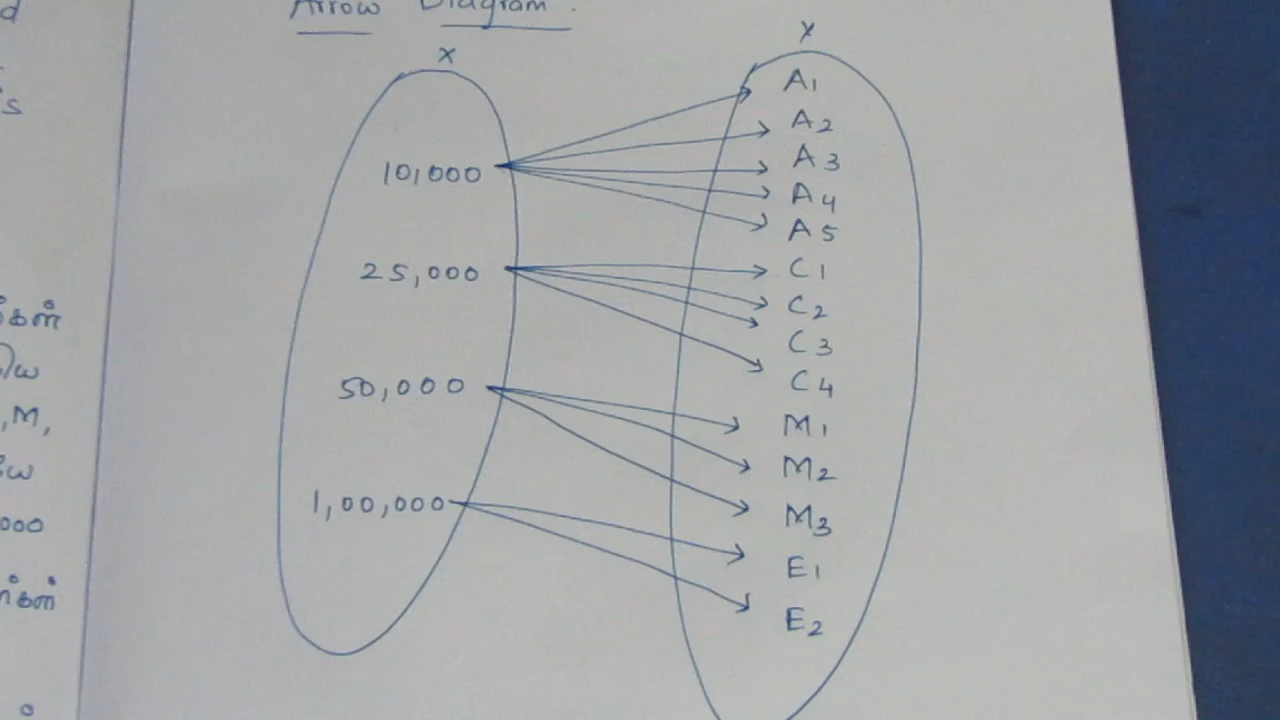 Arrow Diagram.
X
Y
10,000
25,000
50,000
1,00,000
A1
A2
A3
A4
A5
C1
C2
C3
C4
M1
M2
M3
E1
E2
d
s
,M,
000